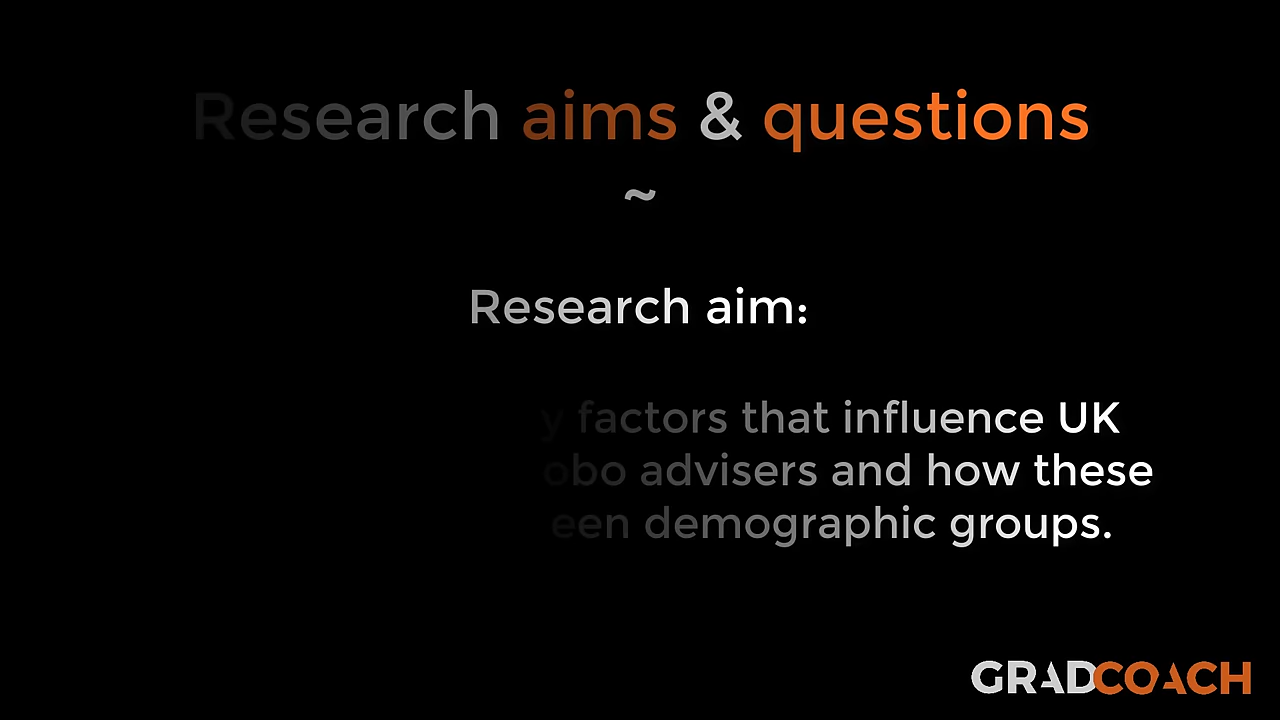 Research aims & questions
~
Research aim:
factors that influence UK
advisers and how these
demographic groups.
GRADCOACH